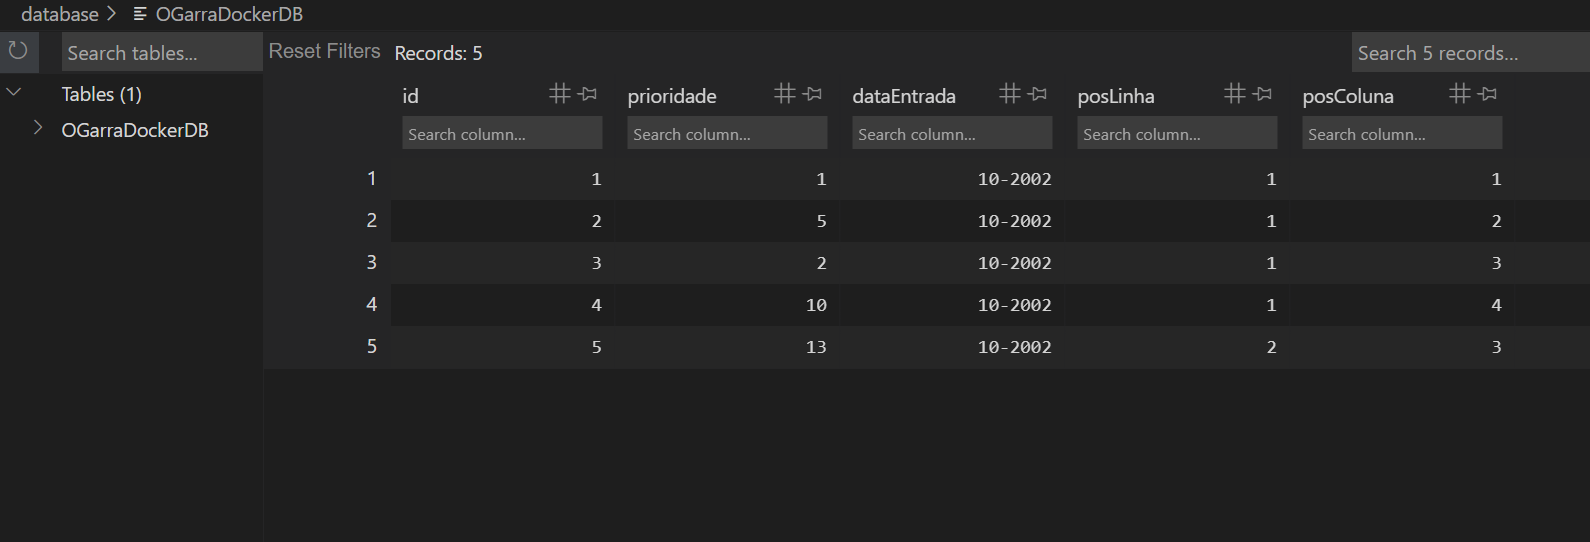 database > OGarraDockerDB
Search tables... Reset Filters Records: 5 Search 5 records...
Tables (1)
OGarraDockerDB
id prioridade dataEntrada posLinha posColuna
Search column... Search column... Search column... Search column... Search column...
1 1 1 10-2002 1 1
2 2 5 10-2002 1 2
3 3 2 10-2002 1 3
4 4 10 10-2002 1 4
5 5 13 10-2002 2 3